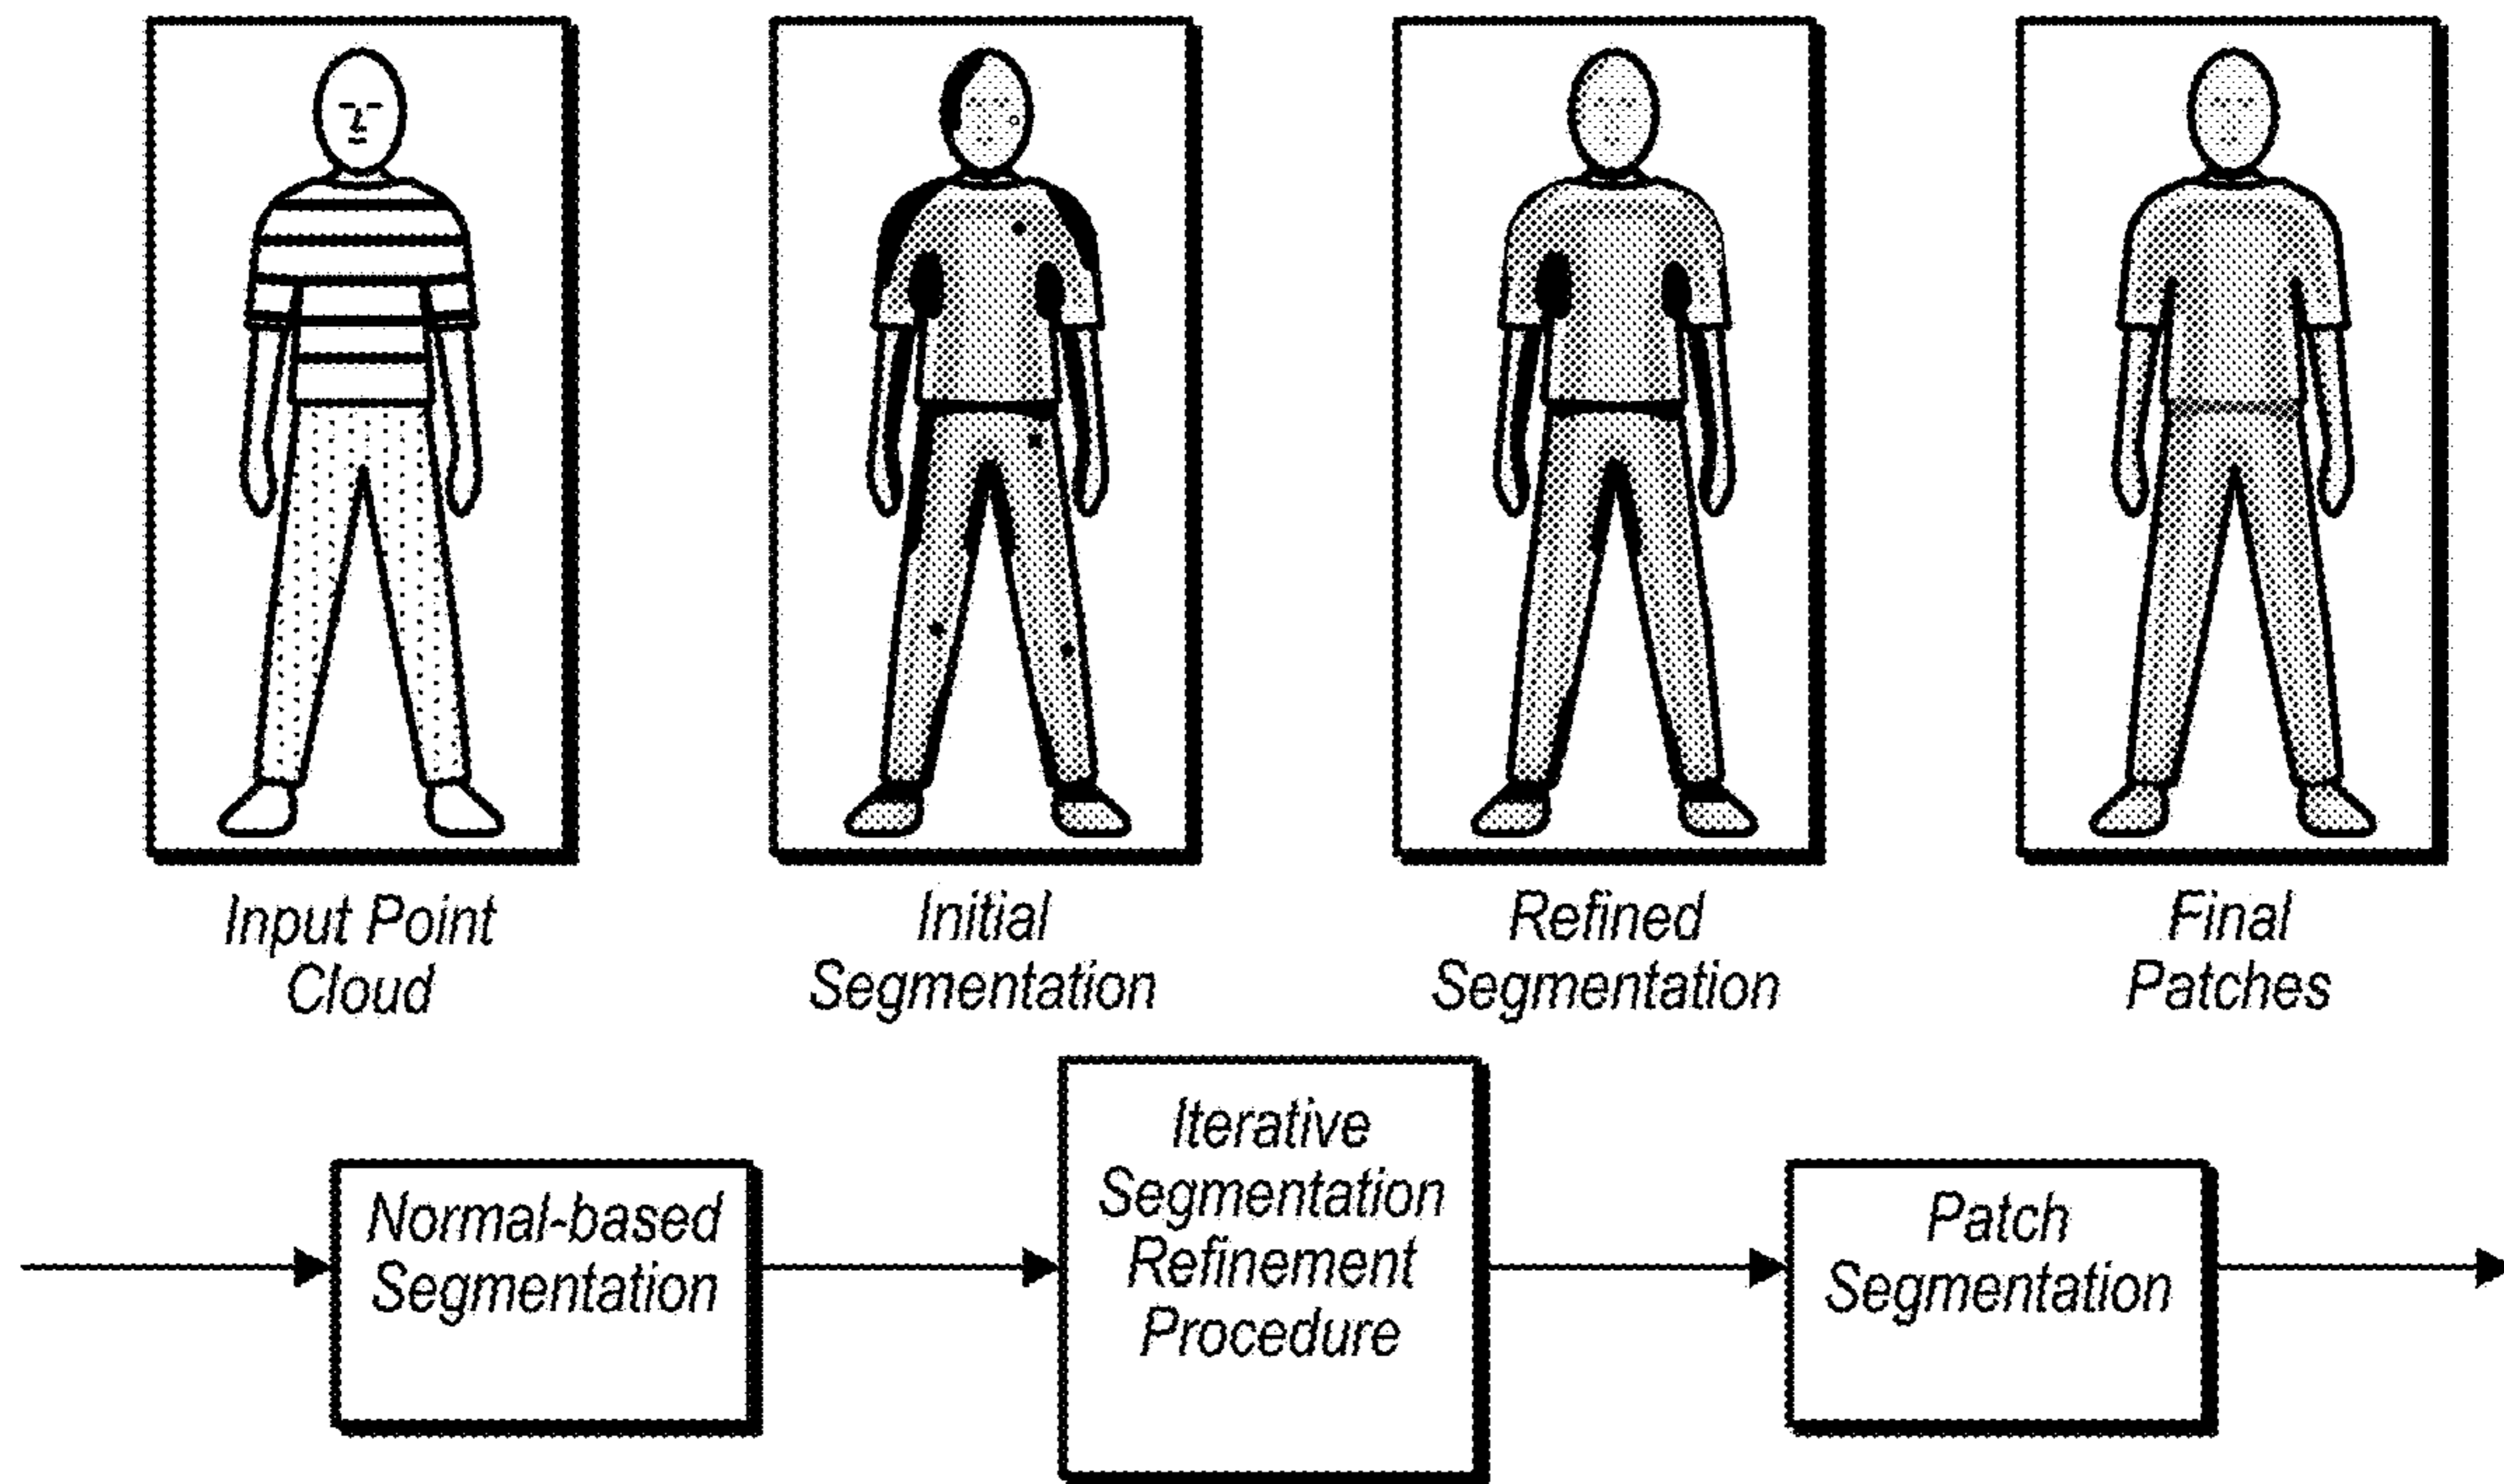 Input Point
Cloud
Initial
Segmentation
Refined
Segmentation
Final
Patches
Normal-based
Segmentation
Iterative
Segmentation
Refinement
Procedure
Patch
Segmentation